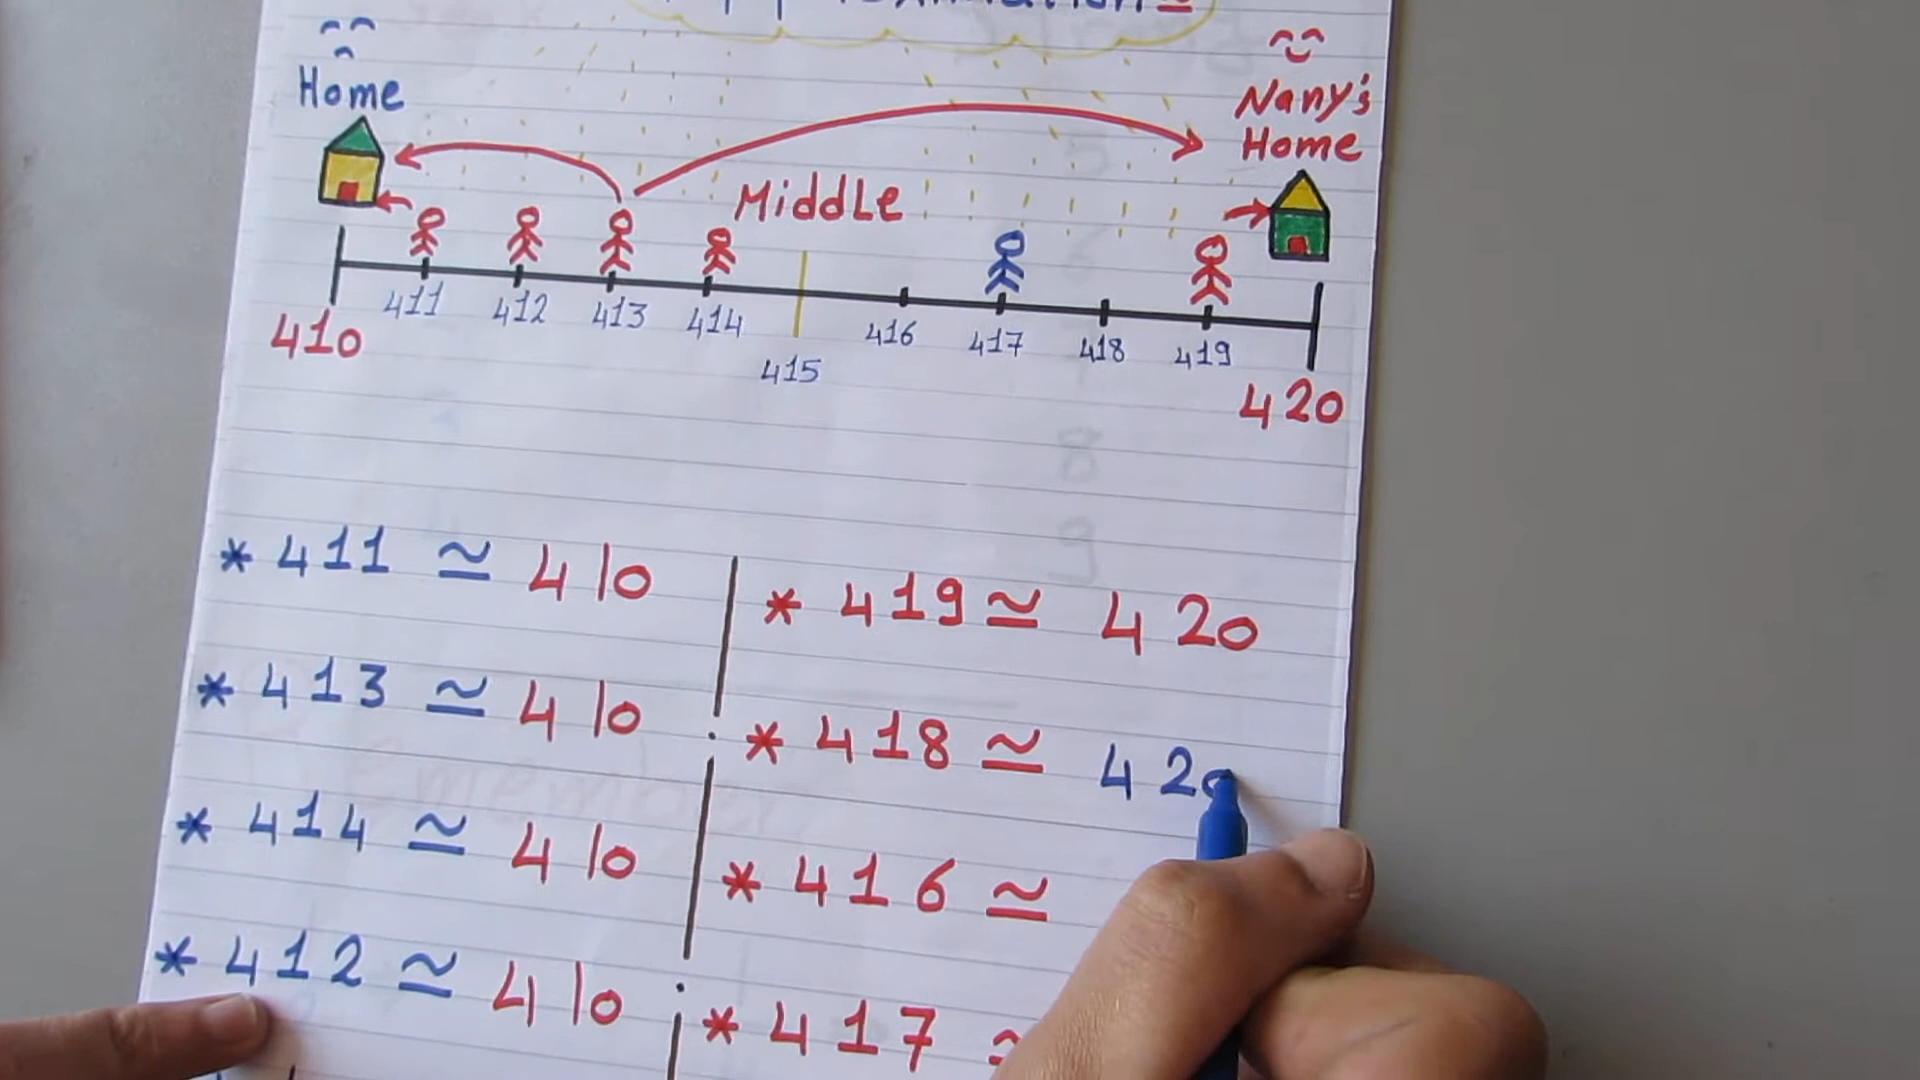 Home
Nany's
Home
Middle
411 412 413 414 416 417 418 419
415
410 420
* 411 ≃ 410
* 413 ≃ 410
* 414 ≃ 410
* 412 ≃ 410
* 419 ≃ 420
* 418 ≃ 420
* 416 ≃
* 417